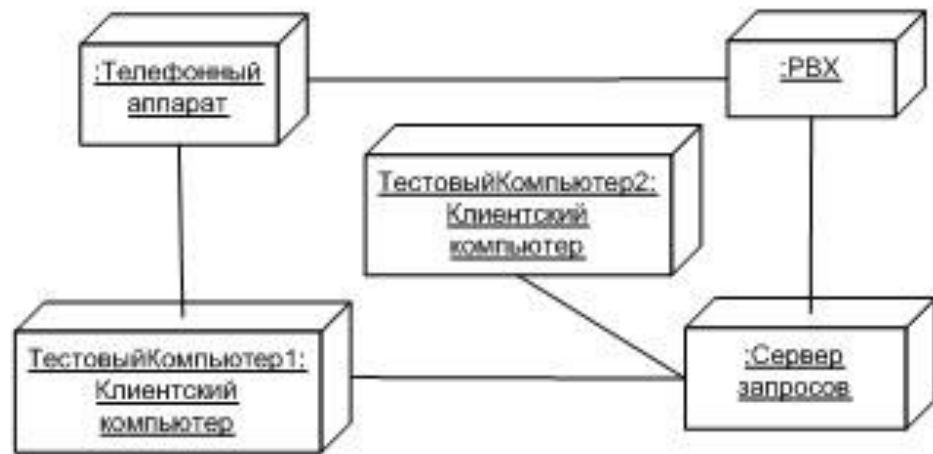 :Телефонный
аппарат
:PBX
ТестовыйКомпьютер2:
Клиентский
компьютер
ТестовыйКомпьютер1:
Клиентский
компьютер
:Сервер
запросов